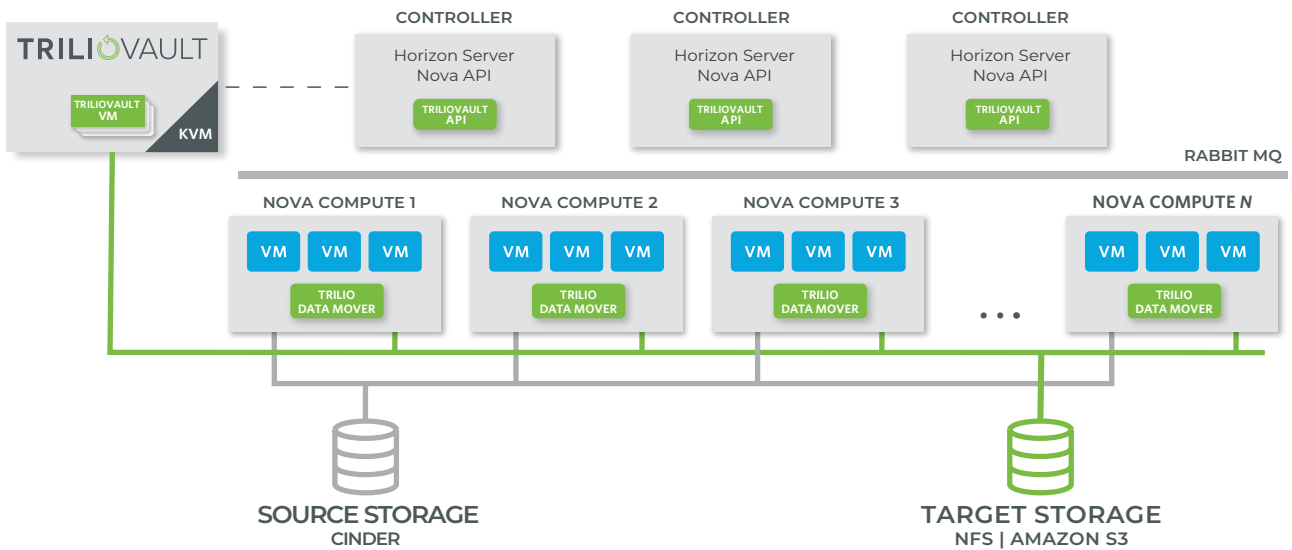 TRILIOVAULT
TRILIOVAULT
VM
KVM
CONTROLLER
Horizon Server
Nova API
TRILIOVAULT
API
CONTROLLER
Horizon Server
Nova API
TRILIOVAULT
API
CONTROLLER
Horizon Server
Nova API
TRILIOVAULT
API
RABBIT MQ
NOVA COMPUTE 1
VM VM VM
TRILIO
DATA MOVER
NOVA COMPUTE 2
VM VM VM
TRILIO
DATA MOVER
NOVA COMPUTE 3
VM VM VM
TRILIO
DATA MOVER
...
NOVA COMPUTE N
VM VM VM
TRILIO
DATA MOVER
SOURCE STORAGE
CINDER
TARGET STORAGE
NFS | AMAZON S3